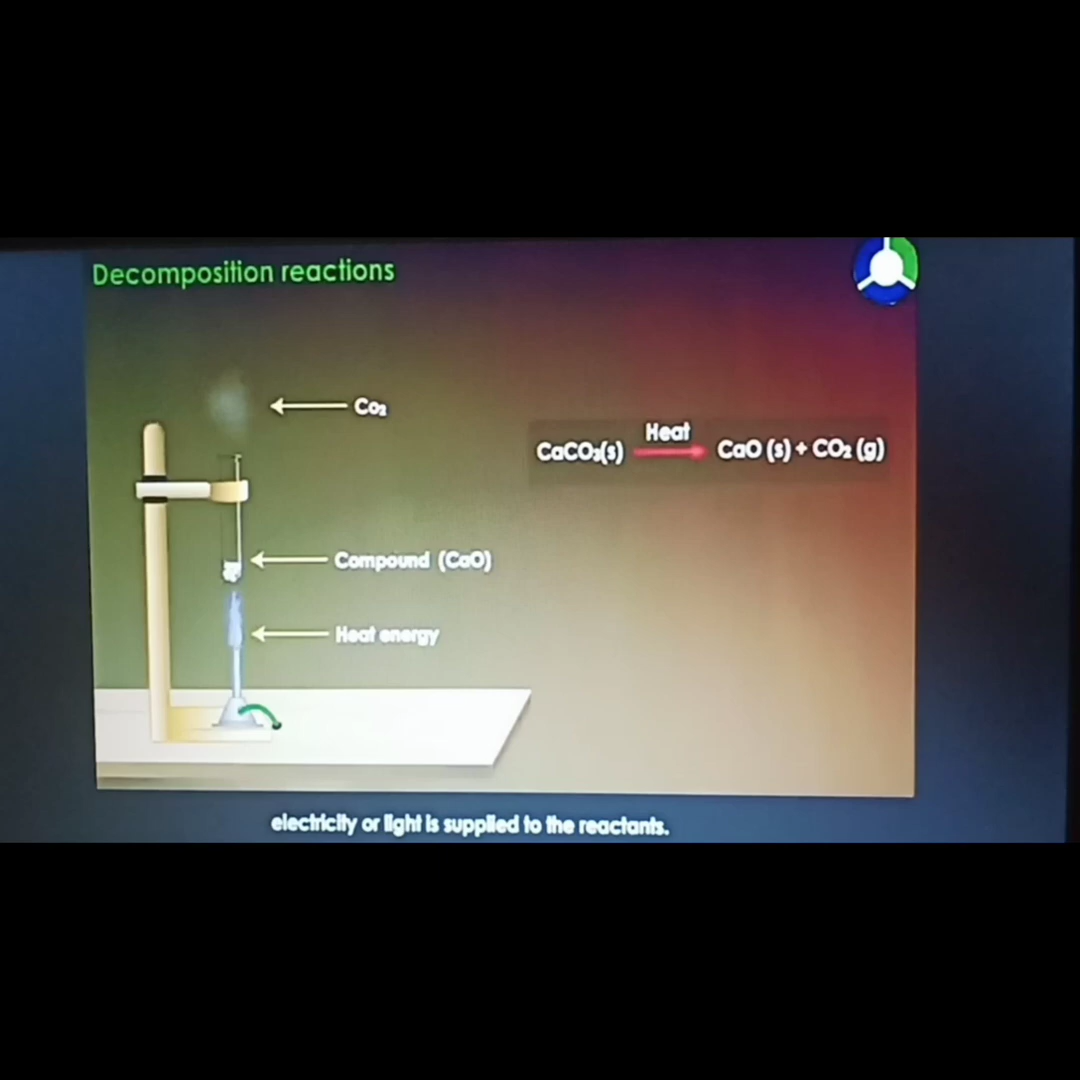 Decomposition reactions
Co₂
Heat
CaCO₃(s) CaO (s) + CO₂ (g)
Compound (CaO)
Heat energy
electricity or light is supplied to the reactants.